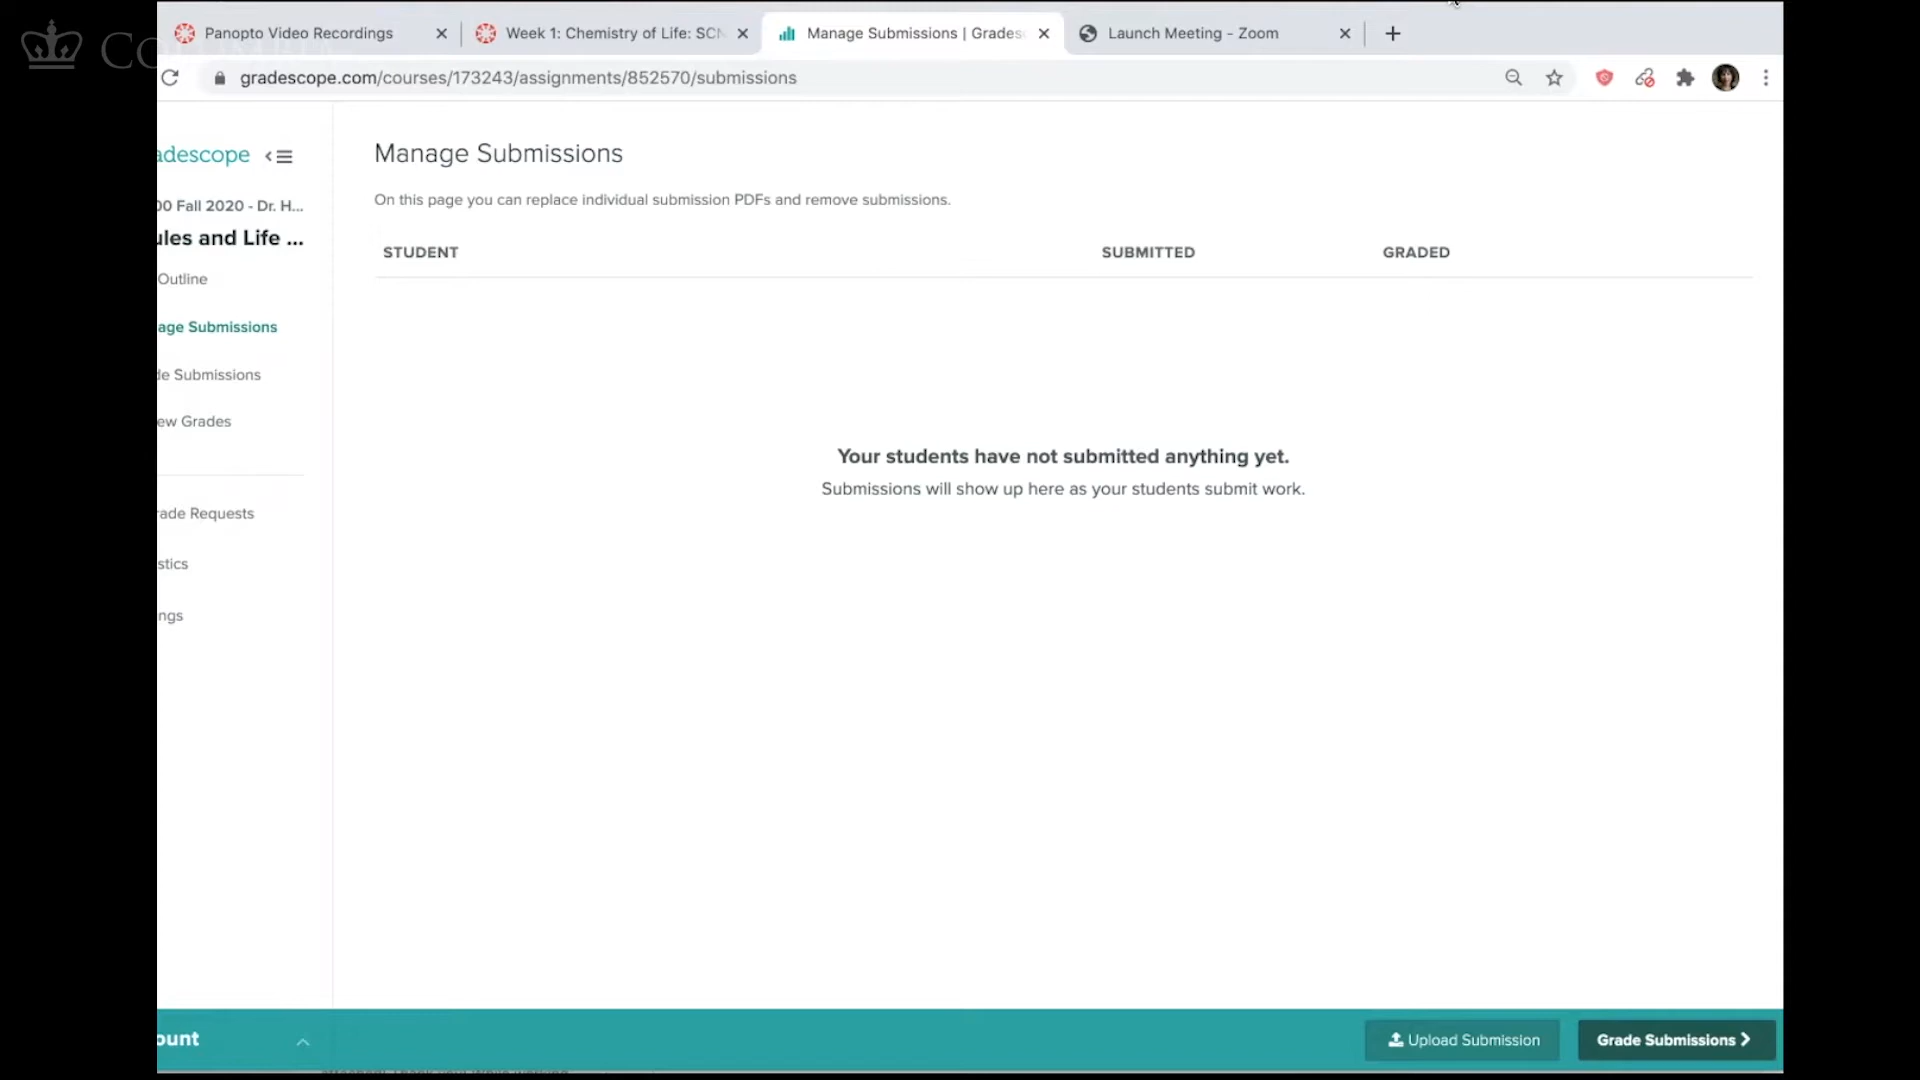 Panopto Video Recordings
Week 1: Chemistry of Life: SCN
Manage Submissions | Grades
Launch Meeting - Zoom
gradescope.com/courses/173243/assignments/852570/submissions
adescope
00 Fall 2020 - Dr. H...
ules and Life ...
Outline
age Submissions
de Submissions
ew Grades
rade Requests
stics
ngs
ount
Manage Submissions
On this page you can replace individual submission PDFs and remove submissions.
STUDENT SUBMITTED GRADED
Your students have not submitted anything yet.
Submissions will show up here as your students submit work.
Upload Submission
Grade Submissions